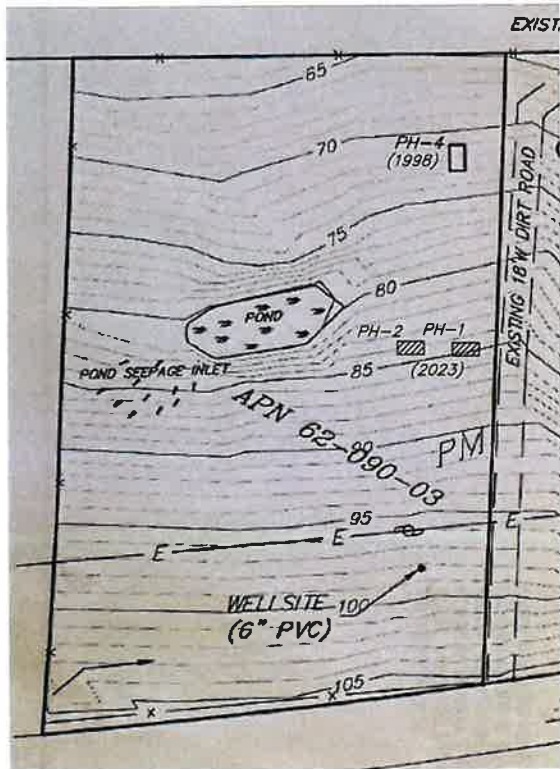 EXIST
65
70
PH-4
(1998)
75
80
EXISTING 18'W DIRT ROAD
POND
PH-2 PH-1
POND SEEPAGE INLET
85
(2023)
APN 62-090-03
90
PM
95
E E E
WELL SITE
100
(6" PVC)
105